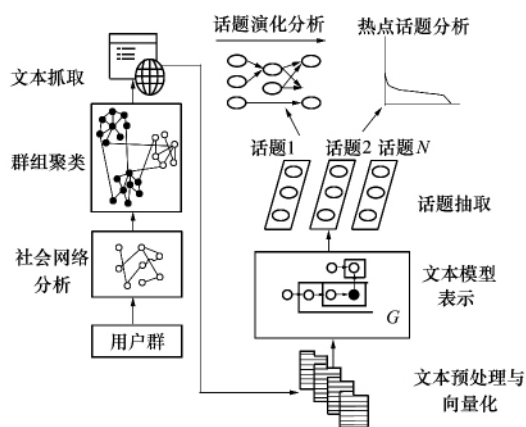 话题演化分析
热点话题分析
文本抓取
群组聚类
社会网络
分析
用户群
话题1
话题2
话题N
话题抽取
文本模型
表示
G
文本预处理与
向量化